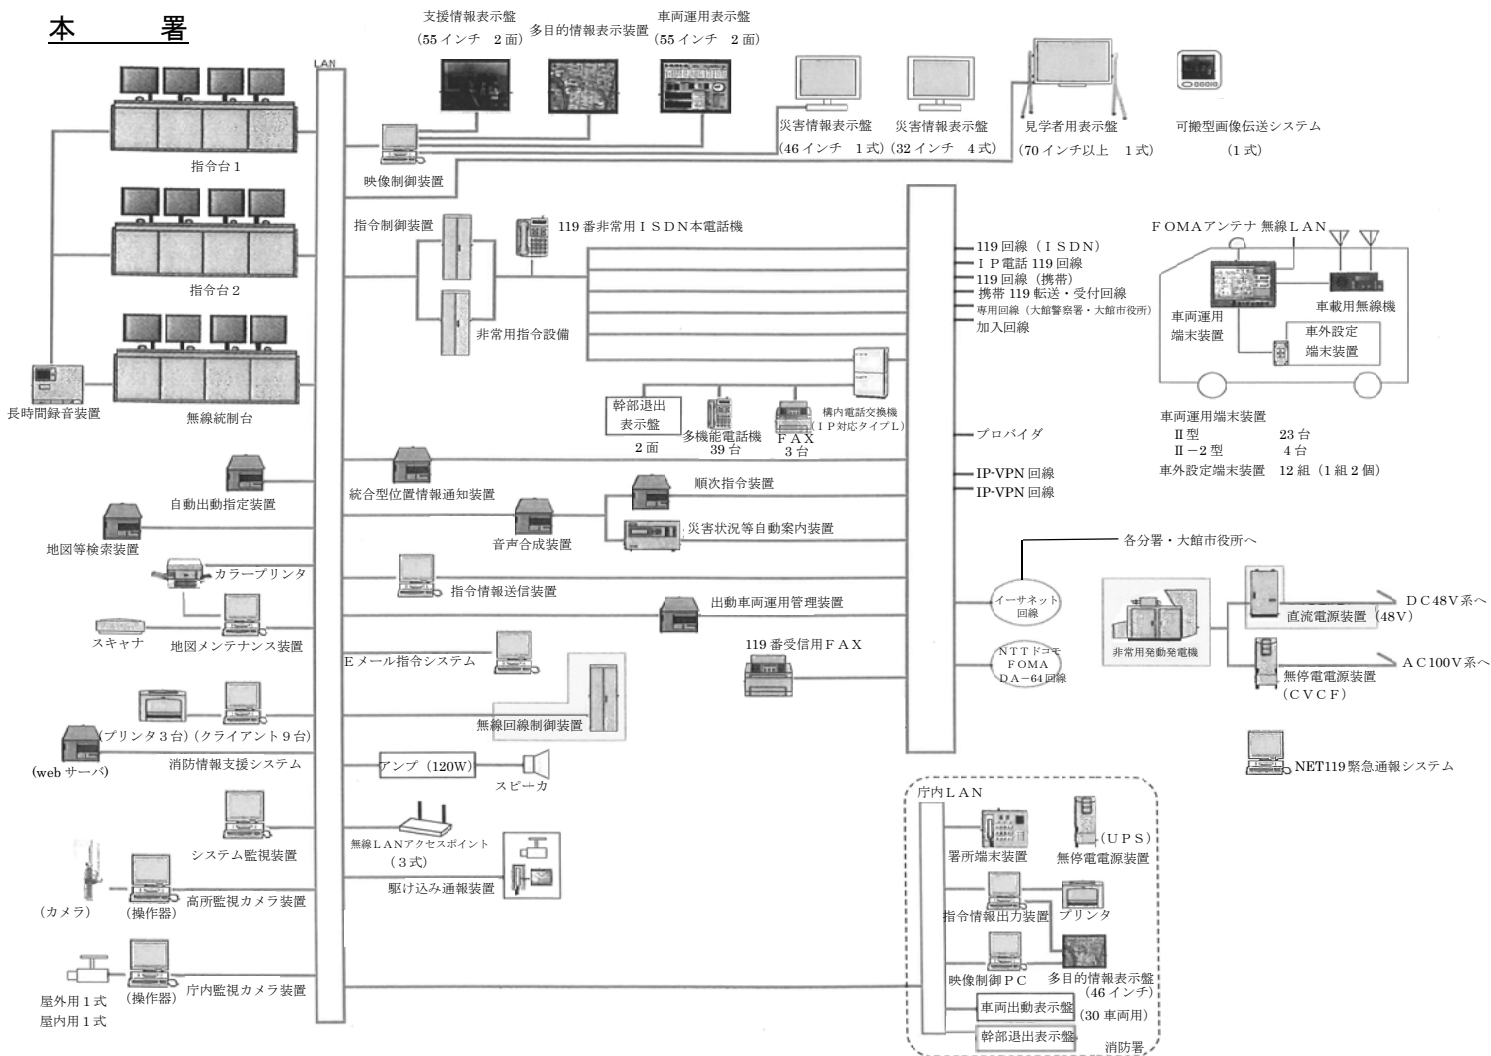 本　署
LAN
支援情報表示盤
(55インチ　2面)
多目的情報表示装置
車両運用表示盤
(55インチ　2面)
災害情報表示盤
(46インチ　1式)
災害情報表示盤
(32インチ　4式)
見学者用表示盤
(70インチ以上　1式)
可搬型画像伝送システム
(1式)
映像制御装置
指令台1
指令台2
無線統制台
長時間録音装置
指令制御装置
119番非常用ＩＳＤＮ本電話機
非常用指令設備
119回線（ＩＳＤＮ）
ＩＰ電話119回線
119回線（携帯）
携帯119転送・受付回線
専用回線（大館警察署・大館市役所）
加入回線
ＦＯＭＡアンテナ
無線ＬＡＮ
車両運用
端末装置
車載用無線機
車外設定
端末装置
車両運用端末装置
Ⅱ型　23台
Ⅱ－2型　4台
車外設定端末装置　12組（1組2個）
幹部退出
表示盤
2面
多機能電話機
39台
ＦＡＸ
3台
構内電話交換機
（ＩＰ対応タイプＬ）
プロバイダ
IP-VPN回線
IP-VPN回線
自動出動指定装置
統合型位置情報通知装置
順次指令装置
地図等検索装置
音声合成装置
災害状況等自動案内装置
カラープリンタ
スキャナ
地図メンテナンス装置
指令情報送信装置
出動車両運用管理装置
Ｅメール指令システム
119番受信用ＦＡＸ
各分署・大館市役所へ
イーサネット
回線
ＮＴＴドコモ
ＦＯＭＡ
ＤＡ－64回線
非常用発動発電機
直流電源装置(48V)
ＤＣ48Ｖ系へ
無停電電源装置
（ＣＶＣＦ）
ＡＣ100Ｖ系へ
(プリンタ3台)
(クライアント9台)
(webサーバ)
消防情報支援システム
無線回線制御装置
アンプ（120W）
スピーカ
NET119緊急通報システム
システム監視装置
無線ＬＡＮアクセスポイント
（3式）
駆け込み通報装置
(カメラ)
(操作器)
高所監視カメラ装置
屋外用1式
屋内用1式
(操作器)
庁内監視カメラ装置
庁内ＬＡＮ
署所端末装置
(ＵＰＳ)
無停電電源装置
指令情報出力装置
プリンタ
映像制御ＰＣ
多目的情報表示盤
(46インチ)
車両出動表示盤
(30車両用)
幹部退出表示盤
消防署